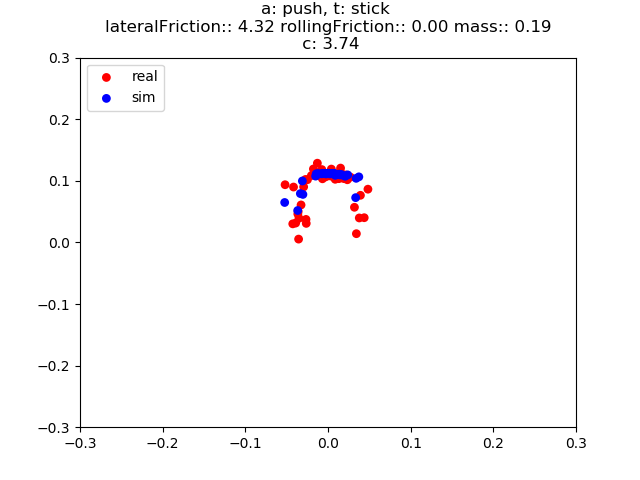 a: push, t: stick
lateralFriction:: 4.32 rollingFriction:: 0.00 mass:: 0.19
c: 3.74
real
sim
0.3
0.2
0.1
0.0
−0.1
−0.2
−0.3
−0.3 −0.2 −0.1 0.0 0.1 0.2 0.3